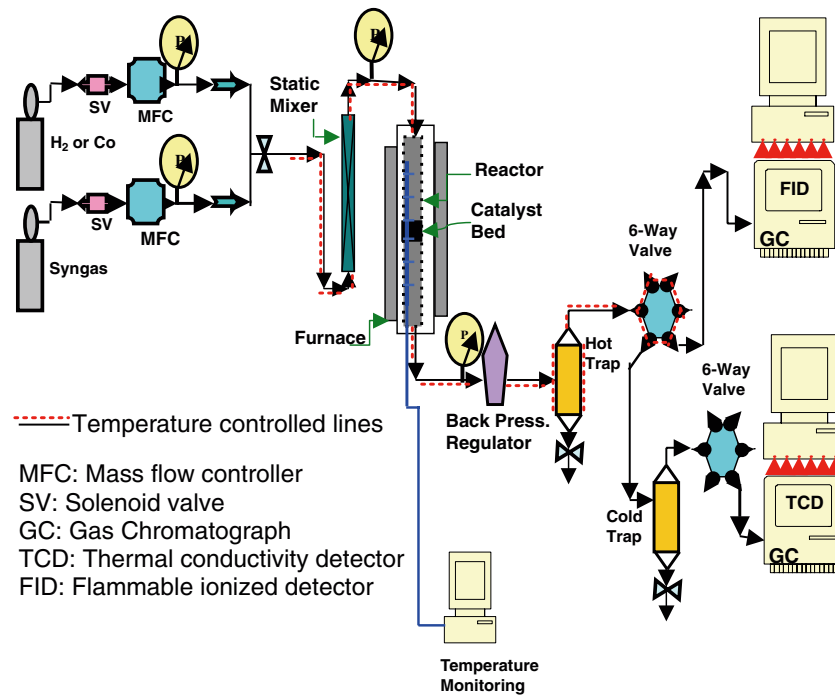 P
P
Static
Mixer
SV
MFC
H2 or Co
P
SV
MFC
Syngas
Reactor
Catalyst
Bed
Furnace
P
Back Press.
Regulator
Hot
Trap
6-Way
Valve
FID
GC
6-Way
Valve
Cold
Trap
TCD
GC
Temperature controlled lines
MFC: Mass flow controller
SV: Solenoid valve
GC: Gas Chromatograph
TCD: Thermal conductivity detector
FID: Flammable ionized detector
Temperature
Monitoring